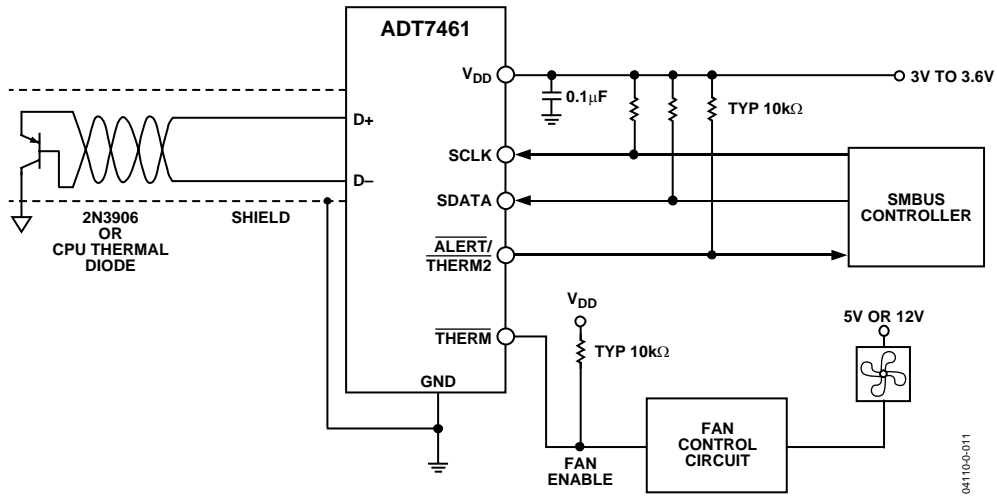 ADT7461
V_DD
3V TO 3.6V
0.1μF
TYP 10kΩ
D+
SCLK
D–
SDATA
SMBUS
CONTROLLER
2N3906
OR
CPU THERMAL
DIODE
SHIELD
ALERT/
THERM2
V_DD
5V OR 12V
THERM
TYP 10kΩ
GND
FAN
CONTROL
CIRCUIT
FAN
ENABLE
04110-0-011